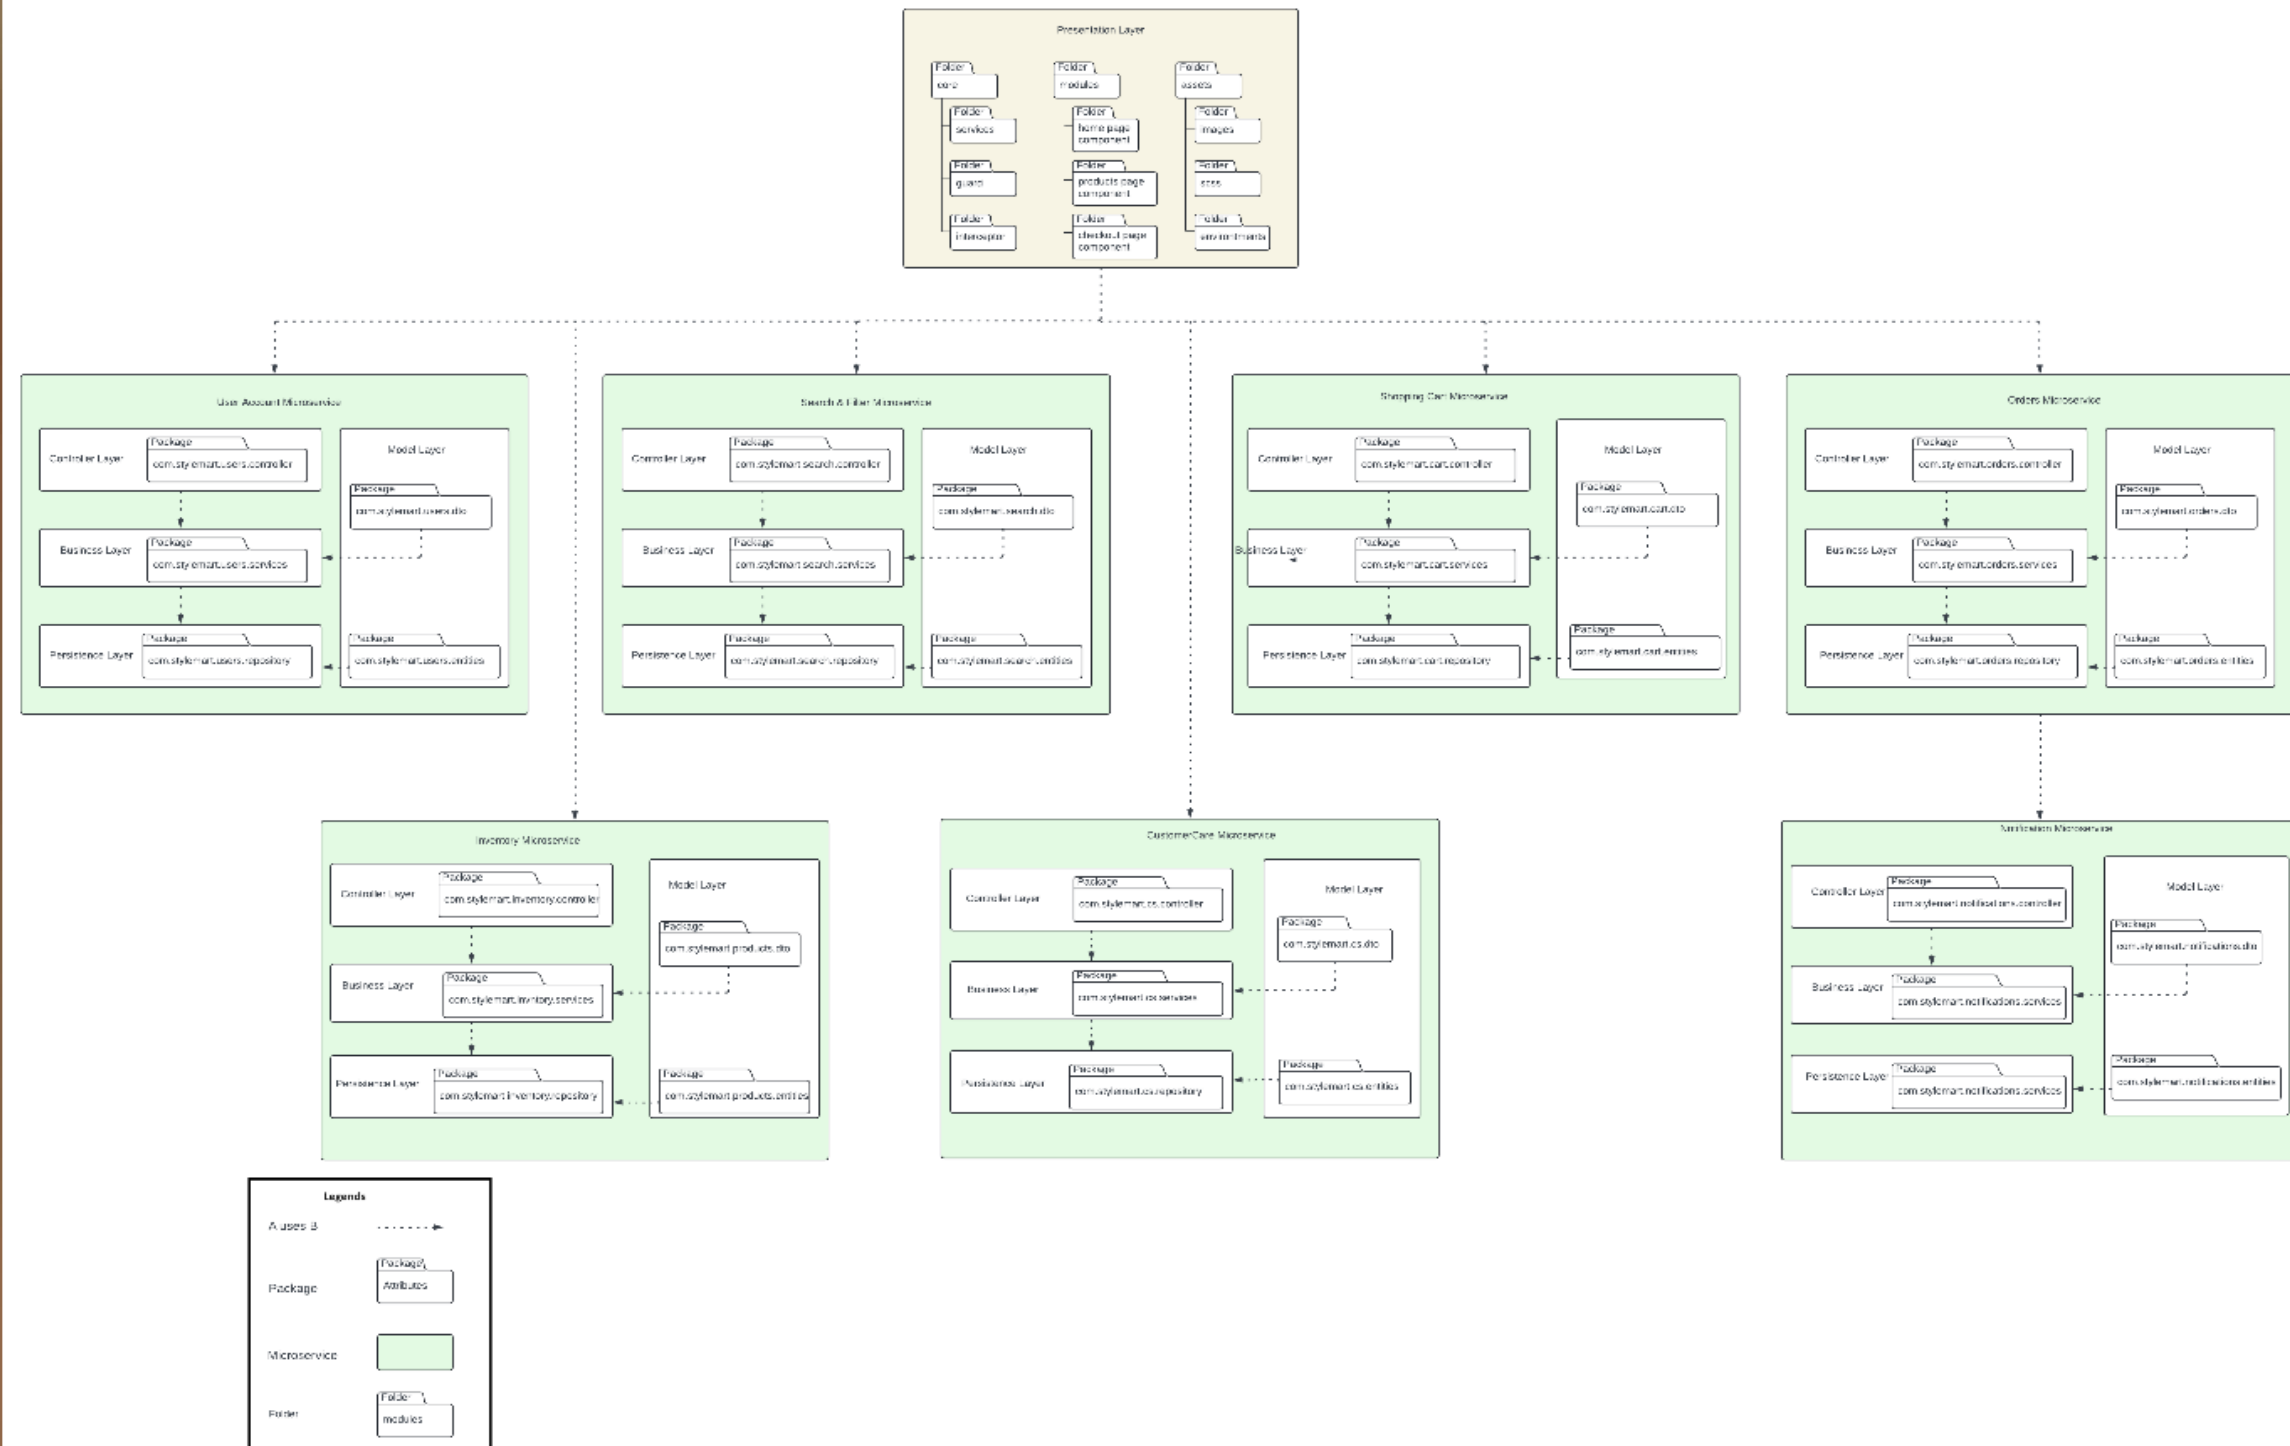 Presentation Layer
Folder
core
Folder
services
Folder
guard
Folder
interceptor
Folder
modules
Folder
home page
component
Folder
products page
component
Folder
checkout page
component
Folder
assets
Folder
images
Folder
scss
Folder
User Account Microservice
Controller Layer
Package
com.stylemart.users.controller
Business Layer
Package
com.stylemart.users.services
Persistence Layer
Package
com.stylemart.users.repository
Model Layer
Package
com.stylemart.users.dto
Package
com.stylemart.users.entities
Search & Filter Microservice
Controller Layer
Package
com.stylemart.search.controller
Business Layer
Package
com.stylemart.search.services
Persistence Layer
Package
com.stylemart.search.repository
Model Layer
Package
com.stylemart.search.dto
Package
com.stylemart.search.entities
Shopping Cart Microservice
Controller Layer
Package
com.stylemart.cart.controller
Business Layer
Package
com.stylemart.cart.services
Persistence Layer
Package
com.stylemart.cart.repository
Model Layer
Package
com.stylemart.cart.dto
Package
com.stylemart.cart.entities
Orders Microservice
Controller Layer
Package
com.stylemart.orders.controller
Business Layer
Package
com.stylemart.orders.services
Persistence Layer
Package
com.stylemart.orders.repository
Model Layer
Package
com.stylemart.orders.dto
Package
com.stylemart.orders.entities
Inventory Microservice
Controller Layer
Package
com.stylemart.inventory.controller
Business Layer
Package
com.stylemart.invntory.services
Persistence Layer
Package
com.stylemart.inventory.repository
Model Layer
Package
com.stylemart.products.dto
Package
com.stylemart.products.entities
CustomerCare Microservice
Controller Layer
Package
com.stylemart.cs.controller
Business Layer
Package
com.stylemart.cs.services
Persistence Layer
Package
com.stylemart.cs.repository
Model Layer
Package
com.stylemart.cs.dto
Package
com.stylemart.cs.entities
Notification Microservice
Controller Layer
Package
com.stylemart.notifications.controller
Business Layer
Package
com.stylemart.notifications.services
Persistence Layer
Package
com.stylemart.notifications.services
Model Layer
Package
com.stylemart.notifications.dto
Package
com.stylemart.notifications.entities
Legends
A uses B
Package
Package
Attributes
Microservice
Folder
Folder
modules